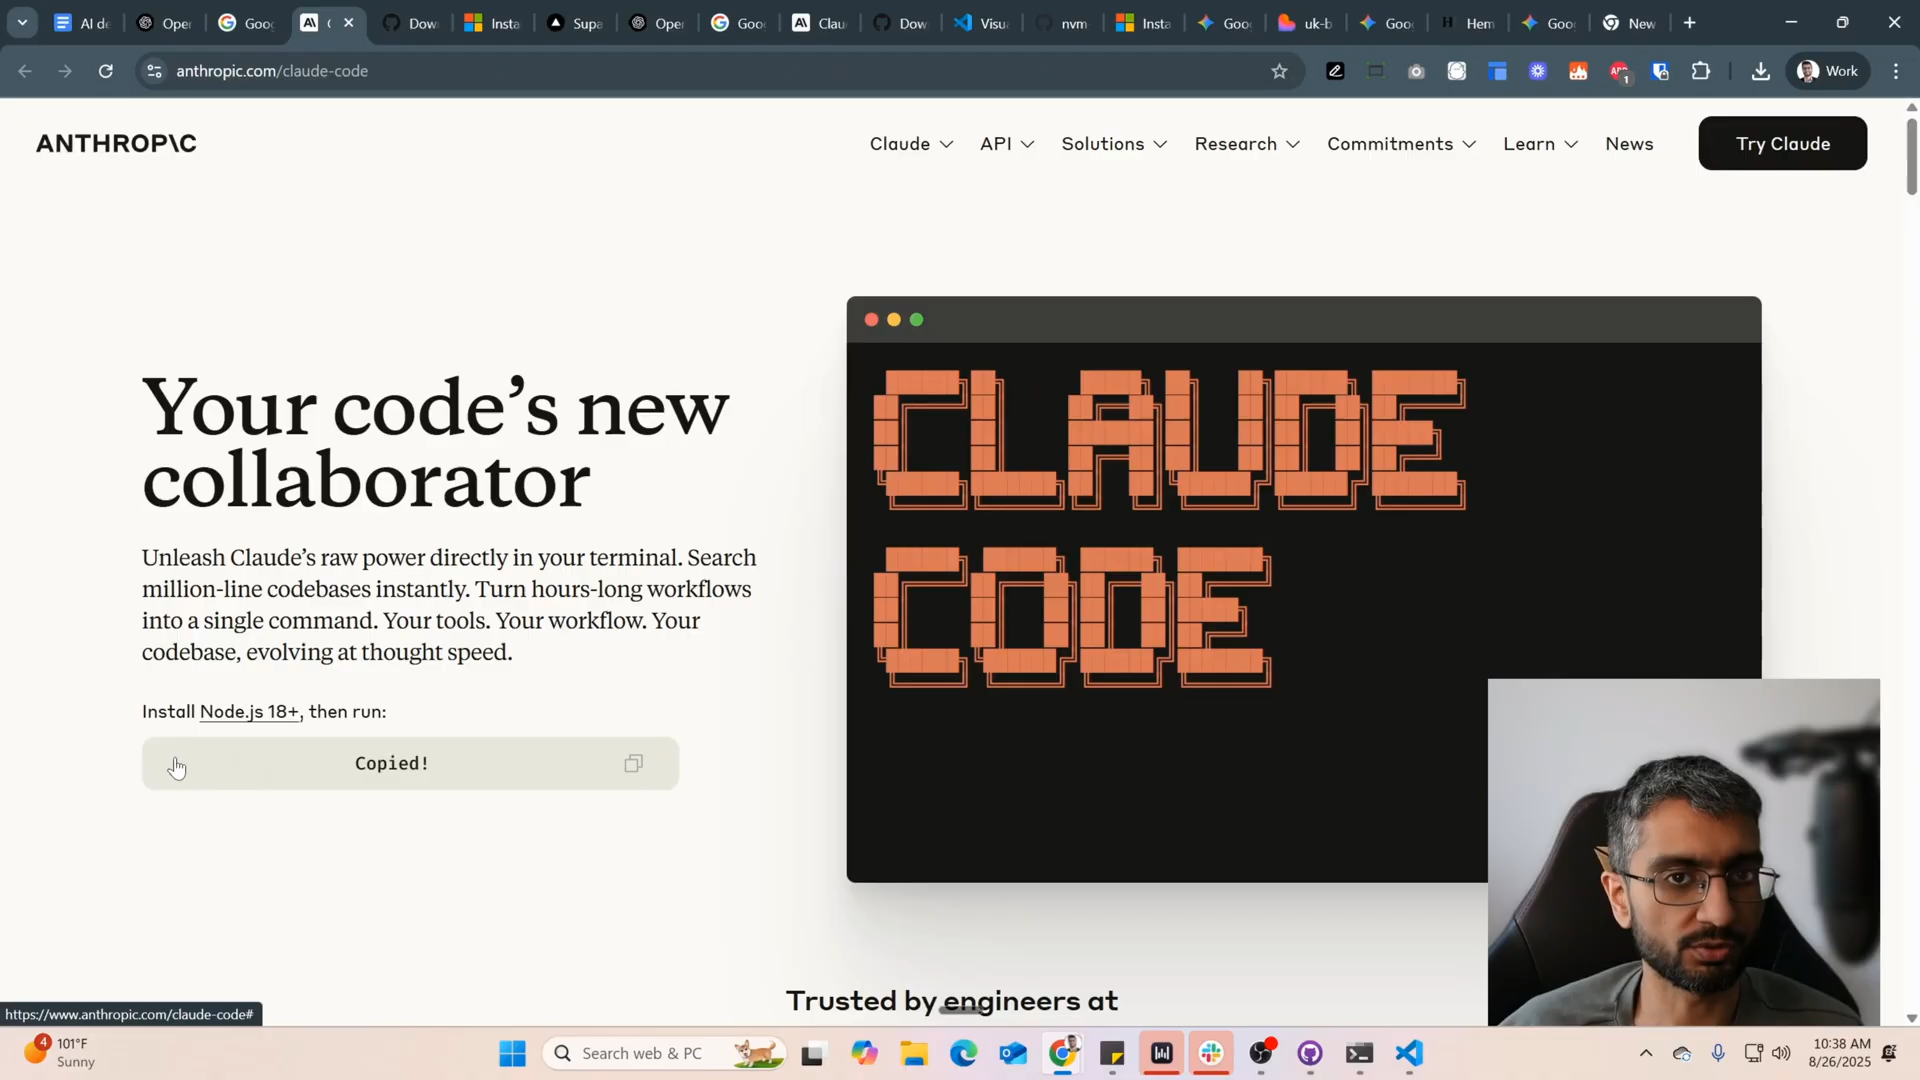 AI de
Oper
Goog
C
Dow
Insta
Supa
Oper
Goo
Clau
Dow
Visu
nvm
Insta
Goo
uk-b
Goo
Hem
Goo
New
anthropic.com/claude-code
1
Work
ANTHROP\C
Claude
API
Solutions
Research
Commitments
Learn
News
Try Claude
Your code's new
collaborator
Unleash Claude's raw power directly in your terminal. Search
million-line codebases instantly. Turn hours-long workflows
into a single command. Your tools. Your workflow. Your
codebase, evolving at thought speed.
Install Node.js 18+, then run:
Copied!
CLAUDE
CODE
Trusted by engineers at
https://www.anthropic.com/claude-code#
4
101°F
Sunny
Search web & PC
10:38 AM
8/26/2025